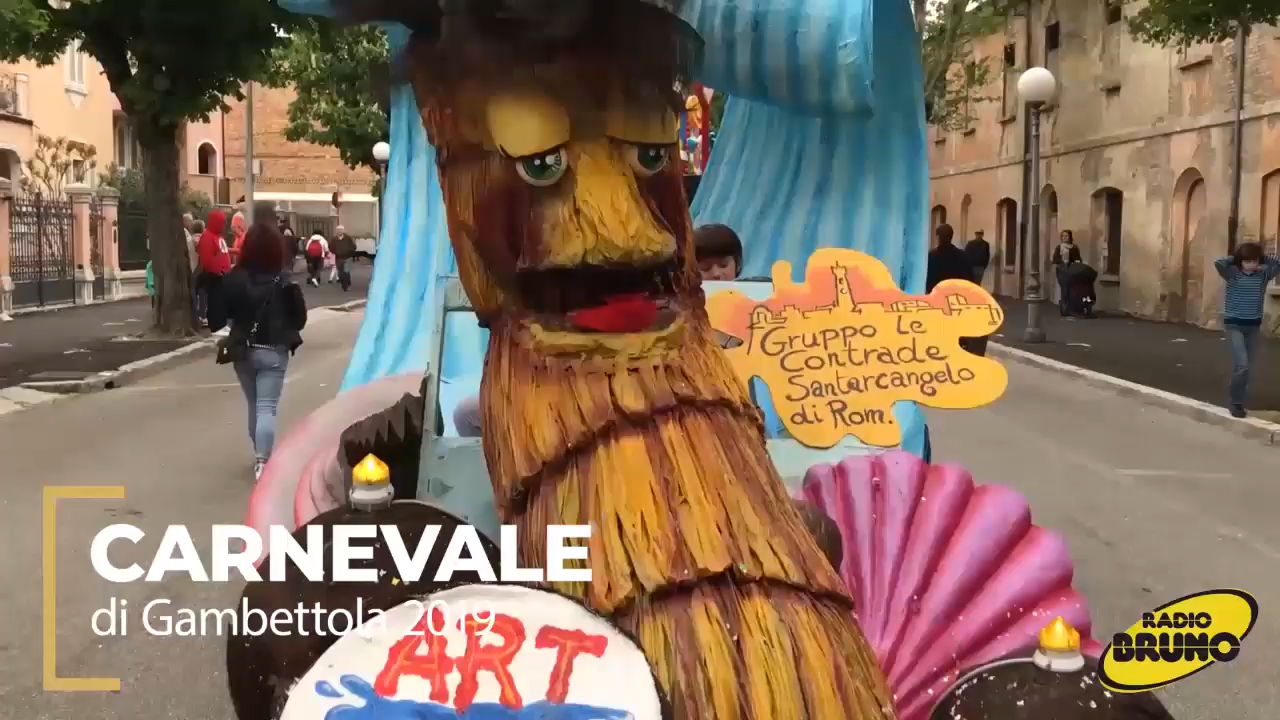 Gruppo Le
Contrade
Santarcangelo
di Rom.
CARNEVALE
di Gambettola 2019
ART
RADIO
BRUNO